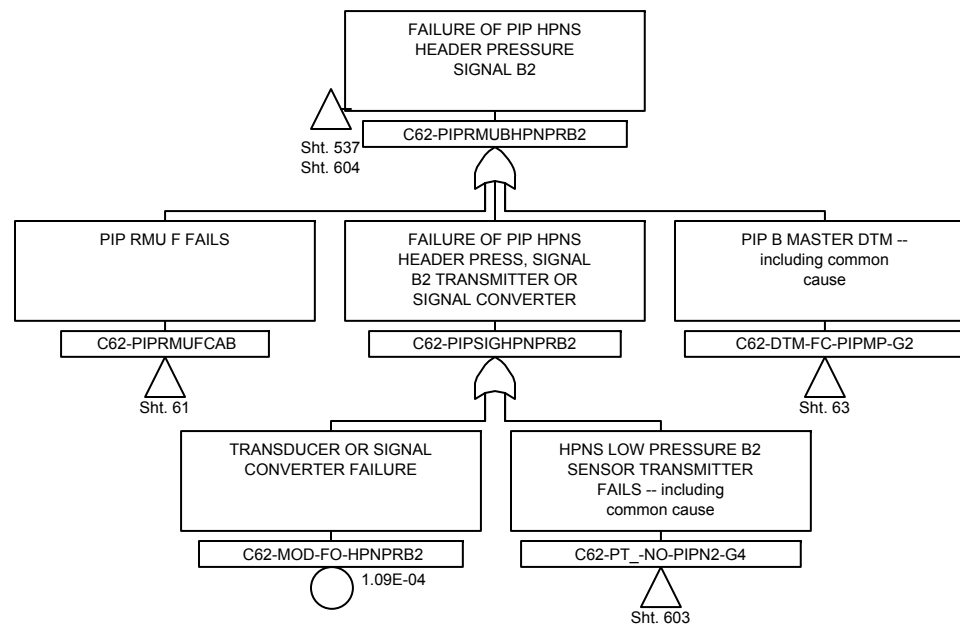 FAILURE OF PIP HPNS
HEADER PRESSURE
SIGNAL B2
Sht. 537
Sht. 604
C62-PIPRMUBHPNPRB2
PIP RMU F FAILS
C62-PIPRMUFCAB
Sht. 61
FAILURE OF PIP HPNS
HEADER PRESS, SIGNAL
B2 TRANSMITTER OR
SIGNAL CONVERTER
C62-PIPSIGHPNPRB2
PIP B MASTER DTM --
including common
cause
C62-DTM-FC-PIPMP-G2
Sht. 63
TRANSDUCER OR SIGNAL
CONVERTER FAILURE
C62-MOD-FO-HPNPRB2
1.09E-04
HPNS LOW PRESSURE B2
SENSOR TRANSMITTER
FAILS -- including
common cause
C62-PT_-NO-PIPN2-G4
Sht. 603